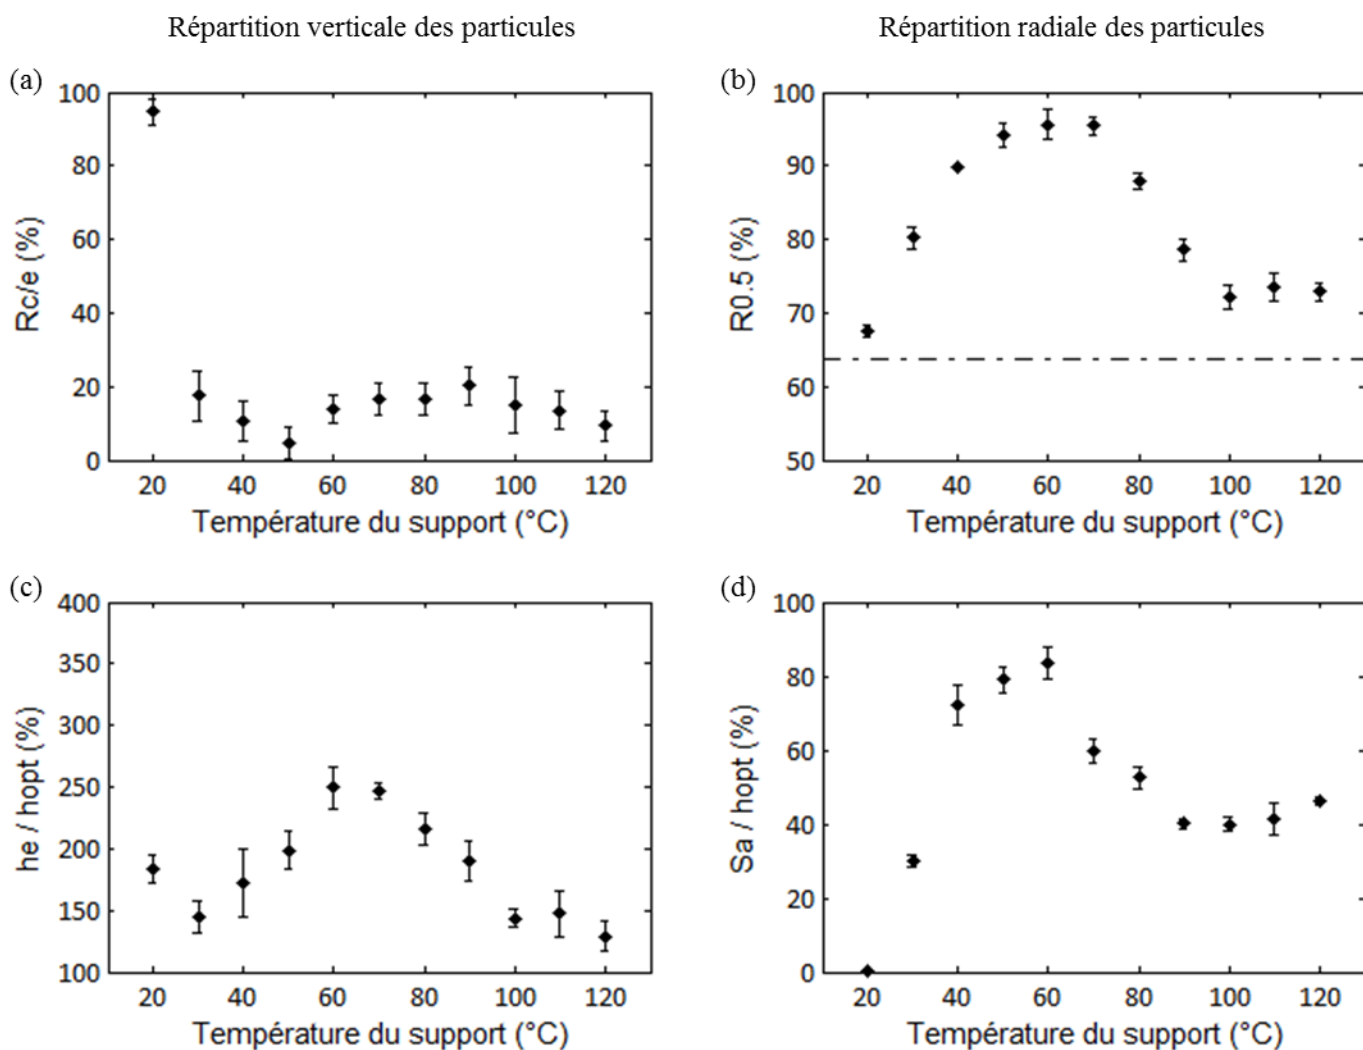 Répartition verticale des particules
Répartition radiale des particules
(a)
100
80
60
40
20
0
Rc/e (%)
20 40 60 80 100 120
Température du support (°C)
(b)
100
90
80
70
60
50
R0.5 (%)
20 40 60 80 100 120
Température du support (°C)
(c)
400
350
300
250
200
150
100
he / hopt (%)
20 40 60 80 100 120
Température du support (°C)
(d)
100
80
60
40
20
0
Sa / hopt (%)
20 40 60 80 100 120
Température du support (°C)